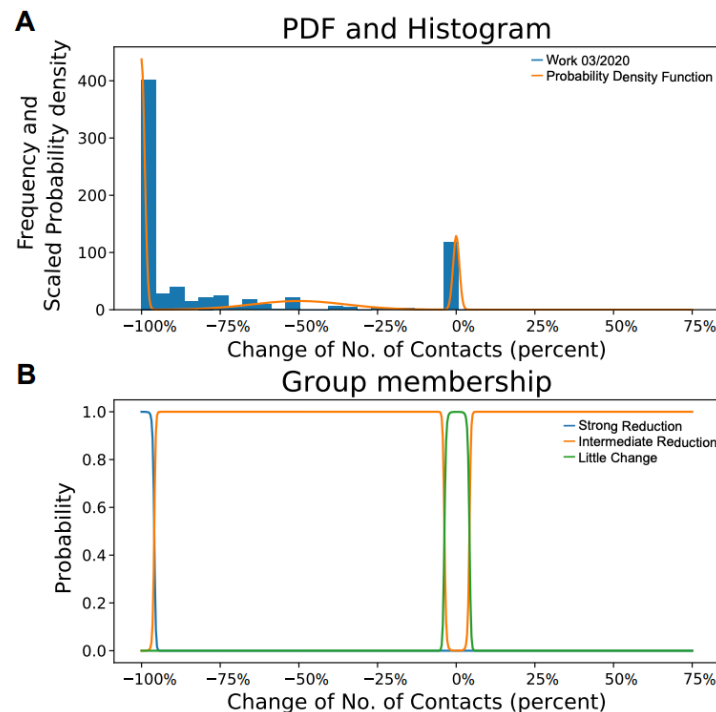 A
PDF and Histogram
Frequency and
Scaled Probability density
400
300
200
100
0
Work 03/2020
Probability Density Function
−100% −75% −50% −25% 0% 25% 50% 75%
Change of No. of Contacts (percent)
B
Group membership
Probability
1.0
0.8
0.6
0.4
0.2
0.0
Strong Reduction
Intermediate Reduction
Little Change
−100% −75% −50% −25% 0% 25% 50% 75%
Change of No. of Contacts (percent)